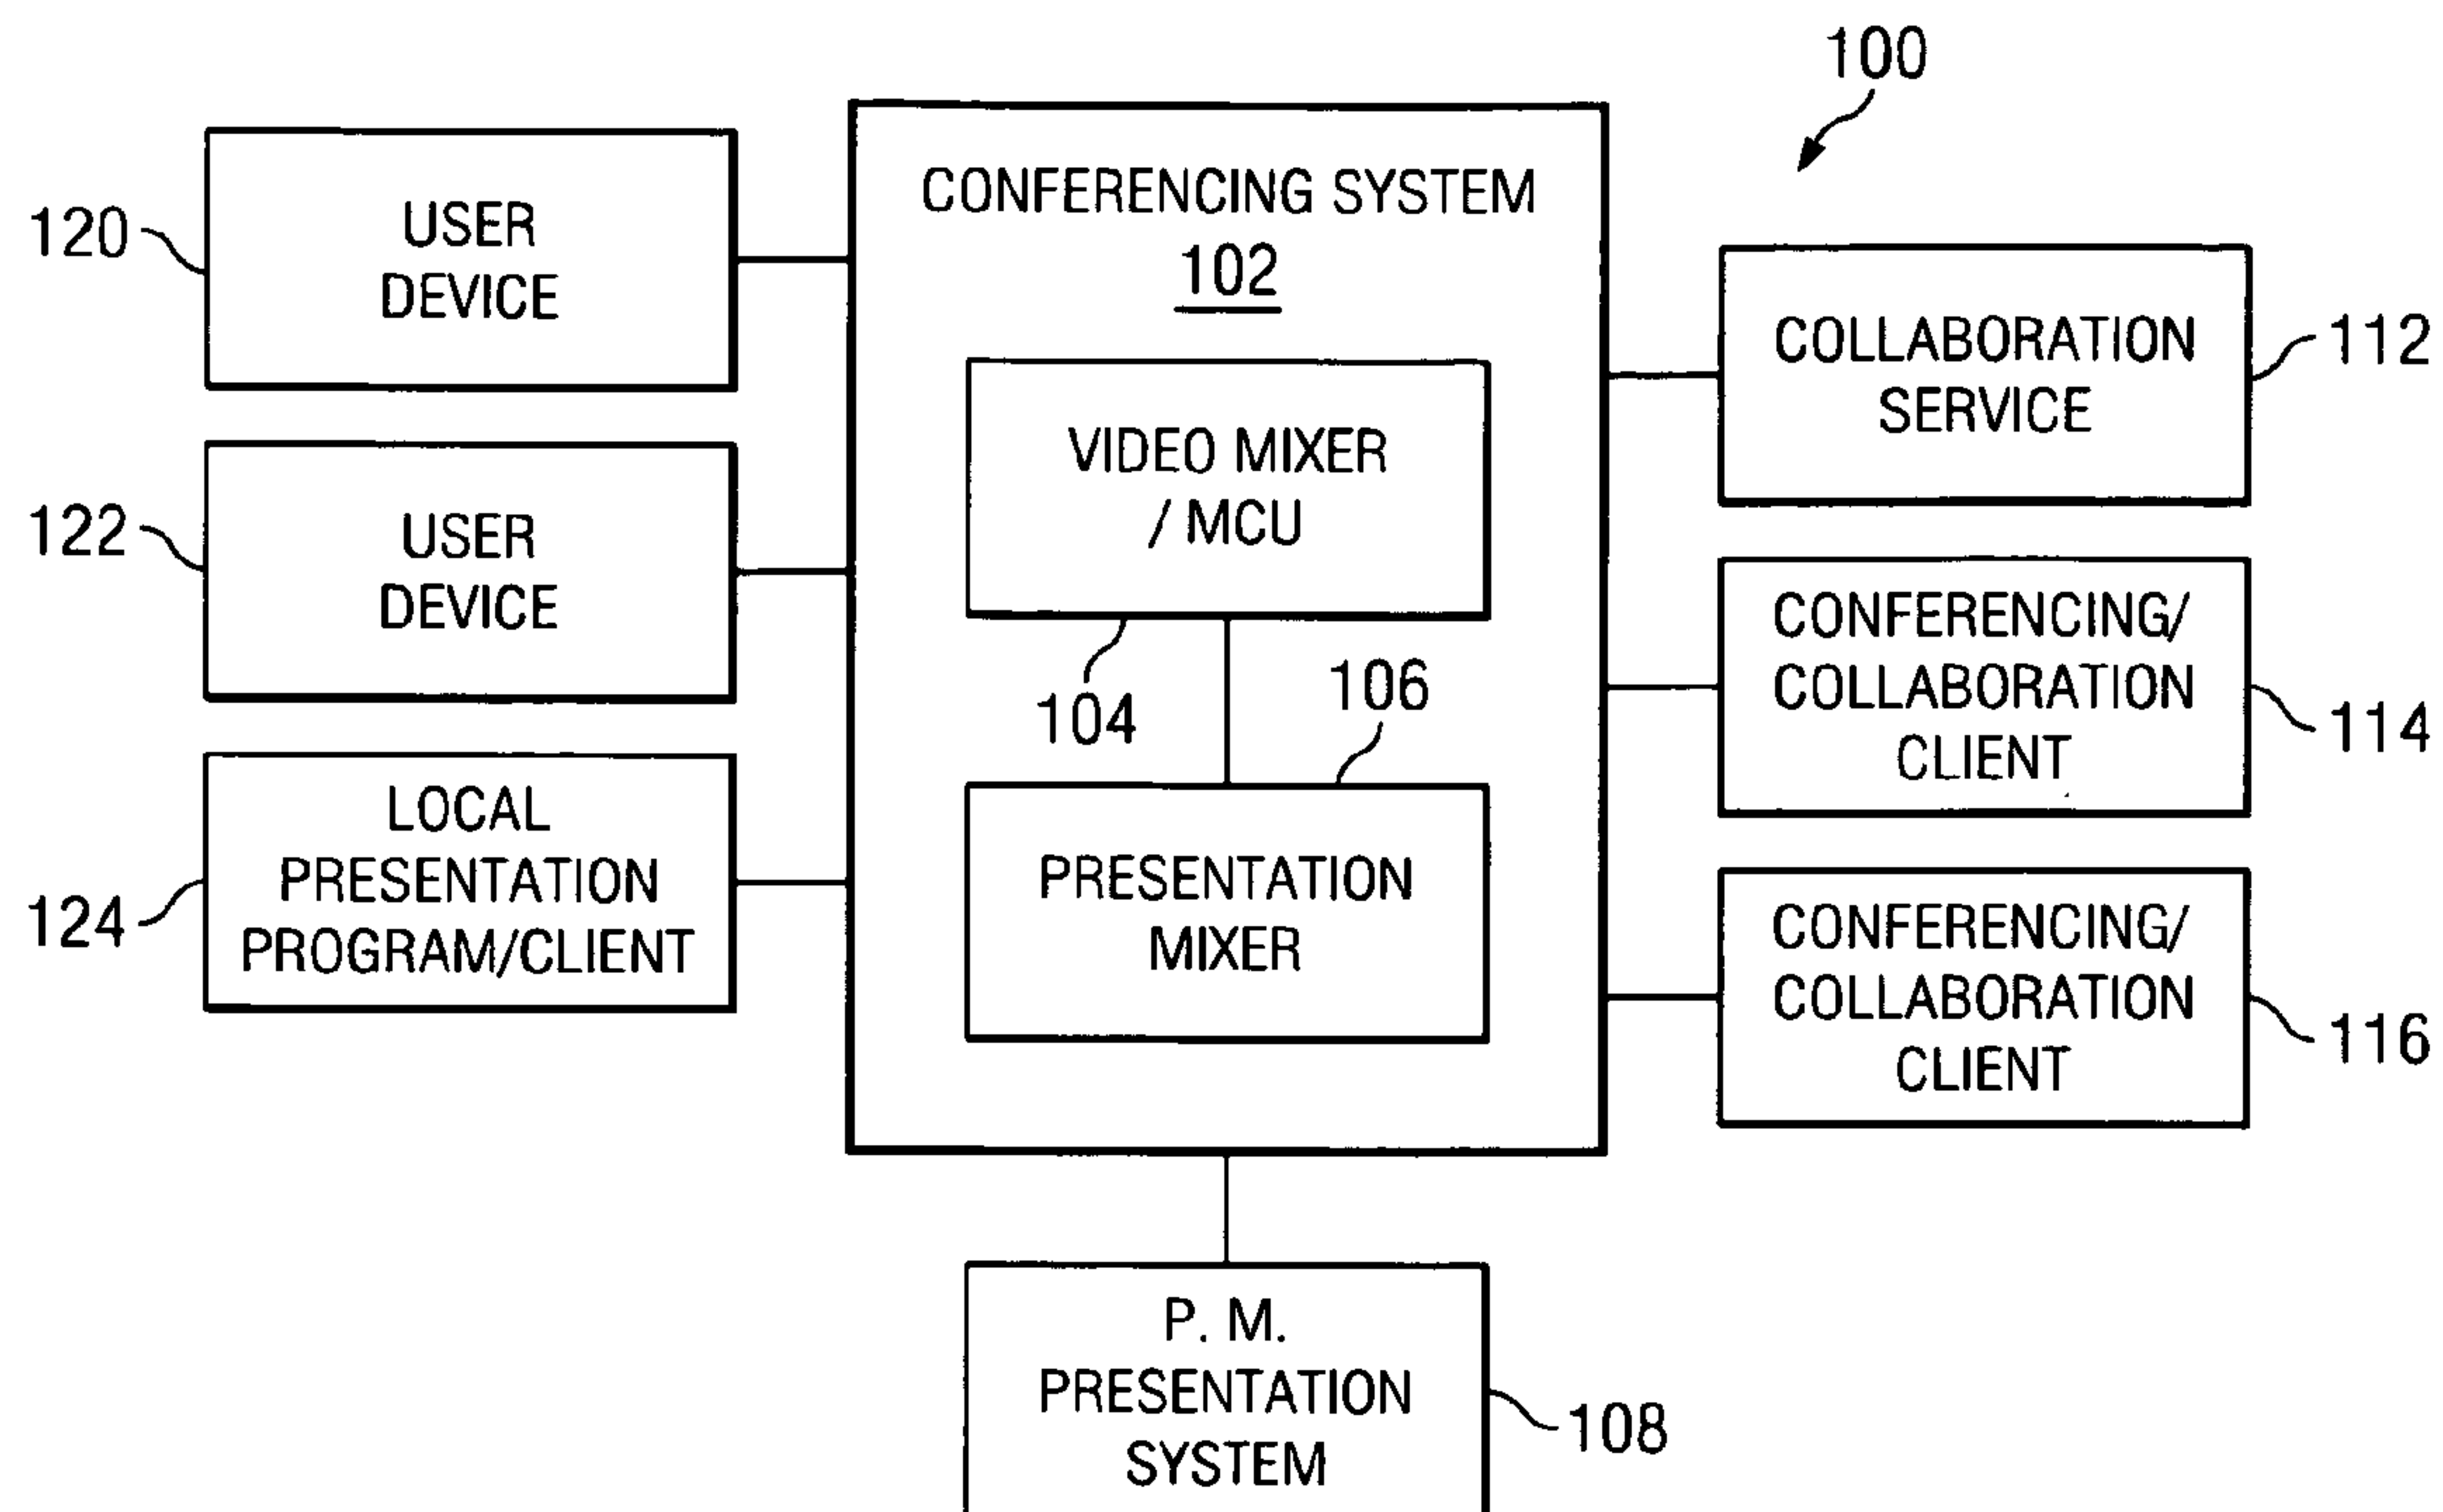 100
CONFERENCING SYSTEM
102
120
USER
DEVICE
122
USER
DEVICE
124
LOCAL
PRESENTATION
PROGRAM/CLIENT
VIDEO MIXER
/ MCU
104
106
PRESENTATION
MIXER
COLLABORATION
SERVICE
112
CONFERENCING/
COLLABORATION
CLIENT
114
CONFERENCING/
COLLABORATION
CLIENT
116
P. M.
PRESENTATION
SYSTEM
108